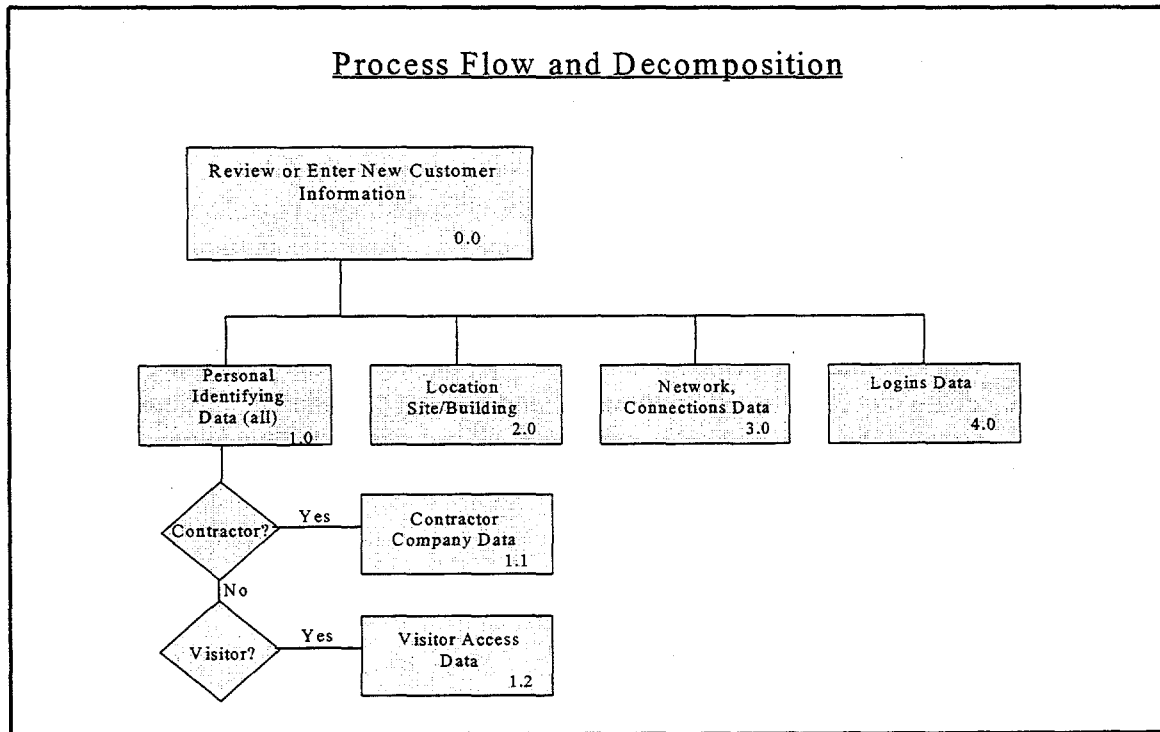 Process Flow and Decomposition
Review or Enter New Customer
Information
0.0
Personal
Identifying
Data (all)
1.0
Location
Site/Building
2.0
Network,
Connections Data
3.0
Logins Data
4.0
Contractor?
Yes
Contractor
Company Data
1.1
No
Visitor?
Yes
Visitor Access
Data
1.2